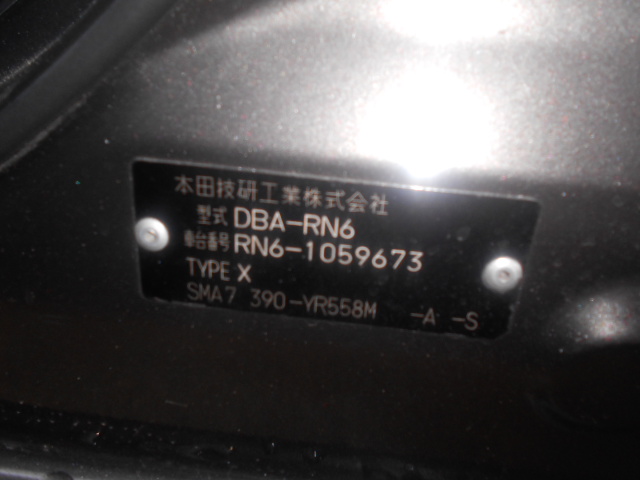 本田技研工業株式会社
型式 DBA-RN6
車台番号 RN6-1059673
TYPE X
SMA7 390-YR558M -A -S